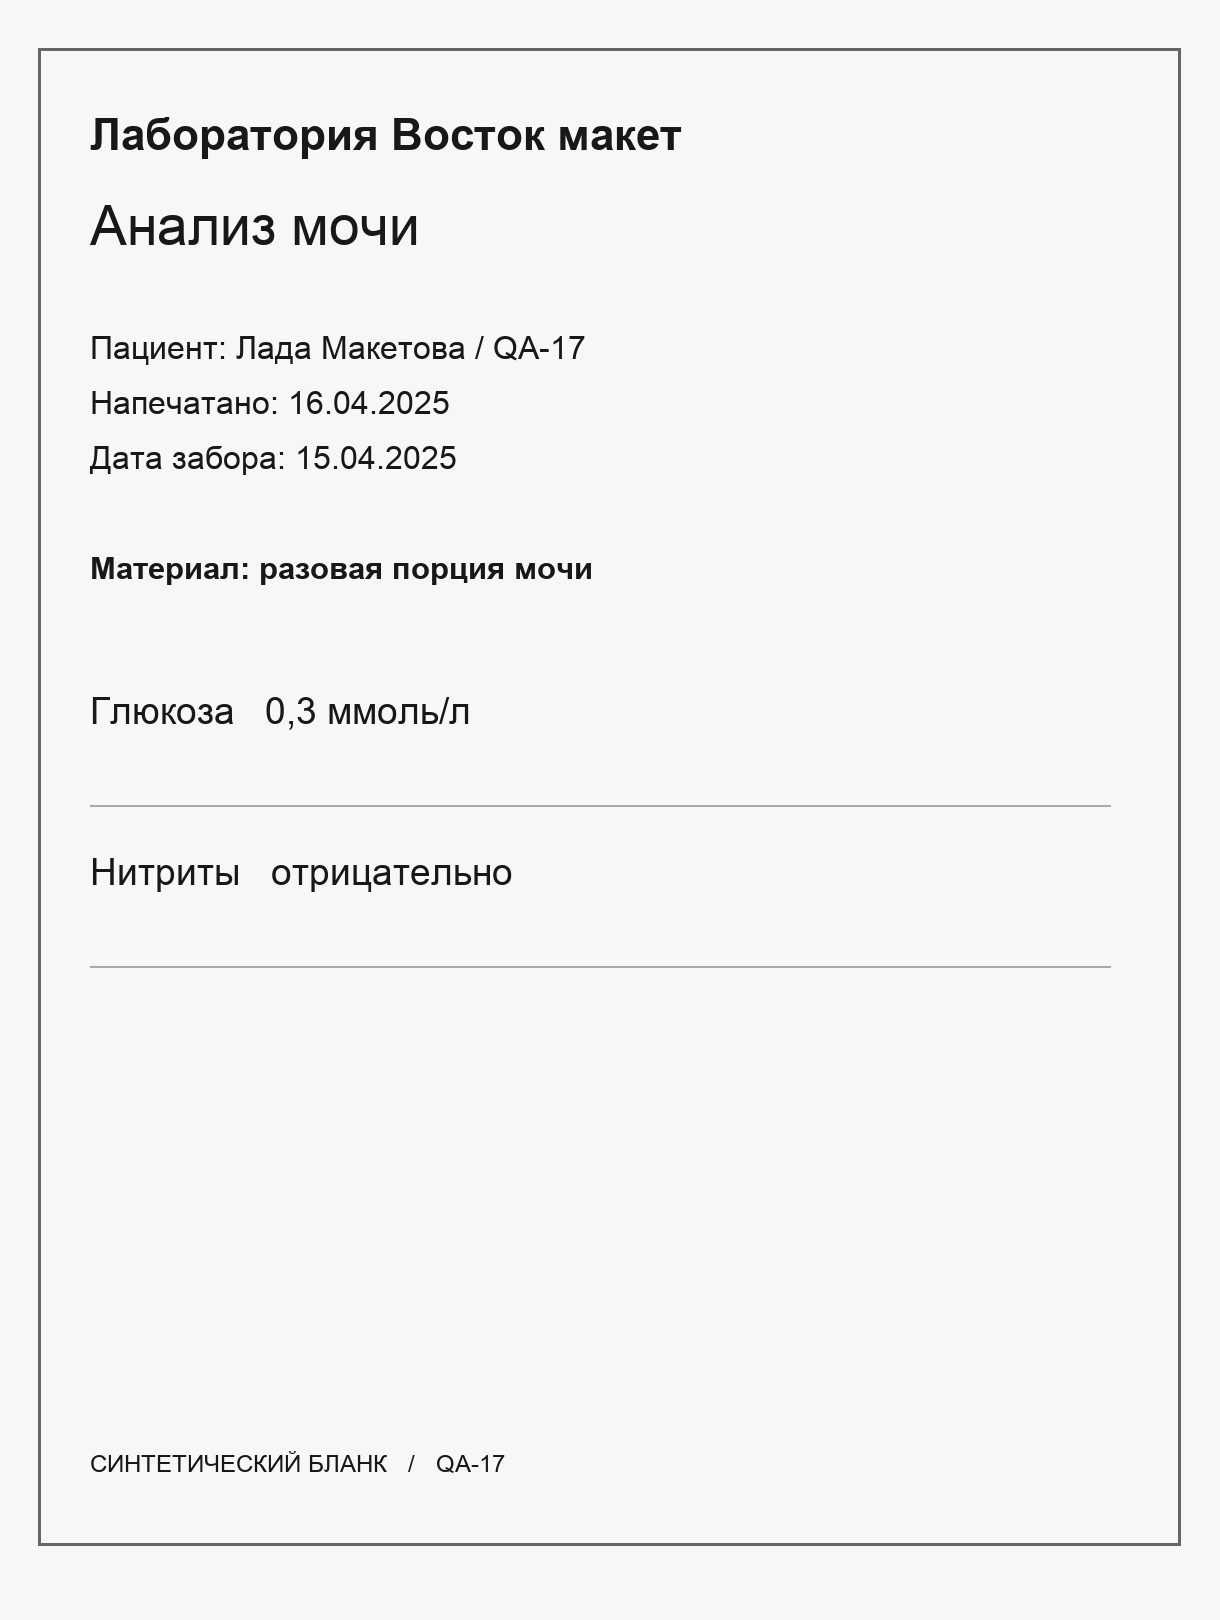 Лаборатория Восток макет
Анализ мочи
Пациент: Лада Макетова / QA-17
Напечатано: 16.04.2025
Дата забора: 15.04.2025
Материал: разовая порция мочи
Глюкоза 0,3 ммоль/л
Нитриты отрицательно
СИНТЕТИЧЕСКИЙ БЛАНК / QA-17